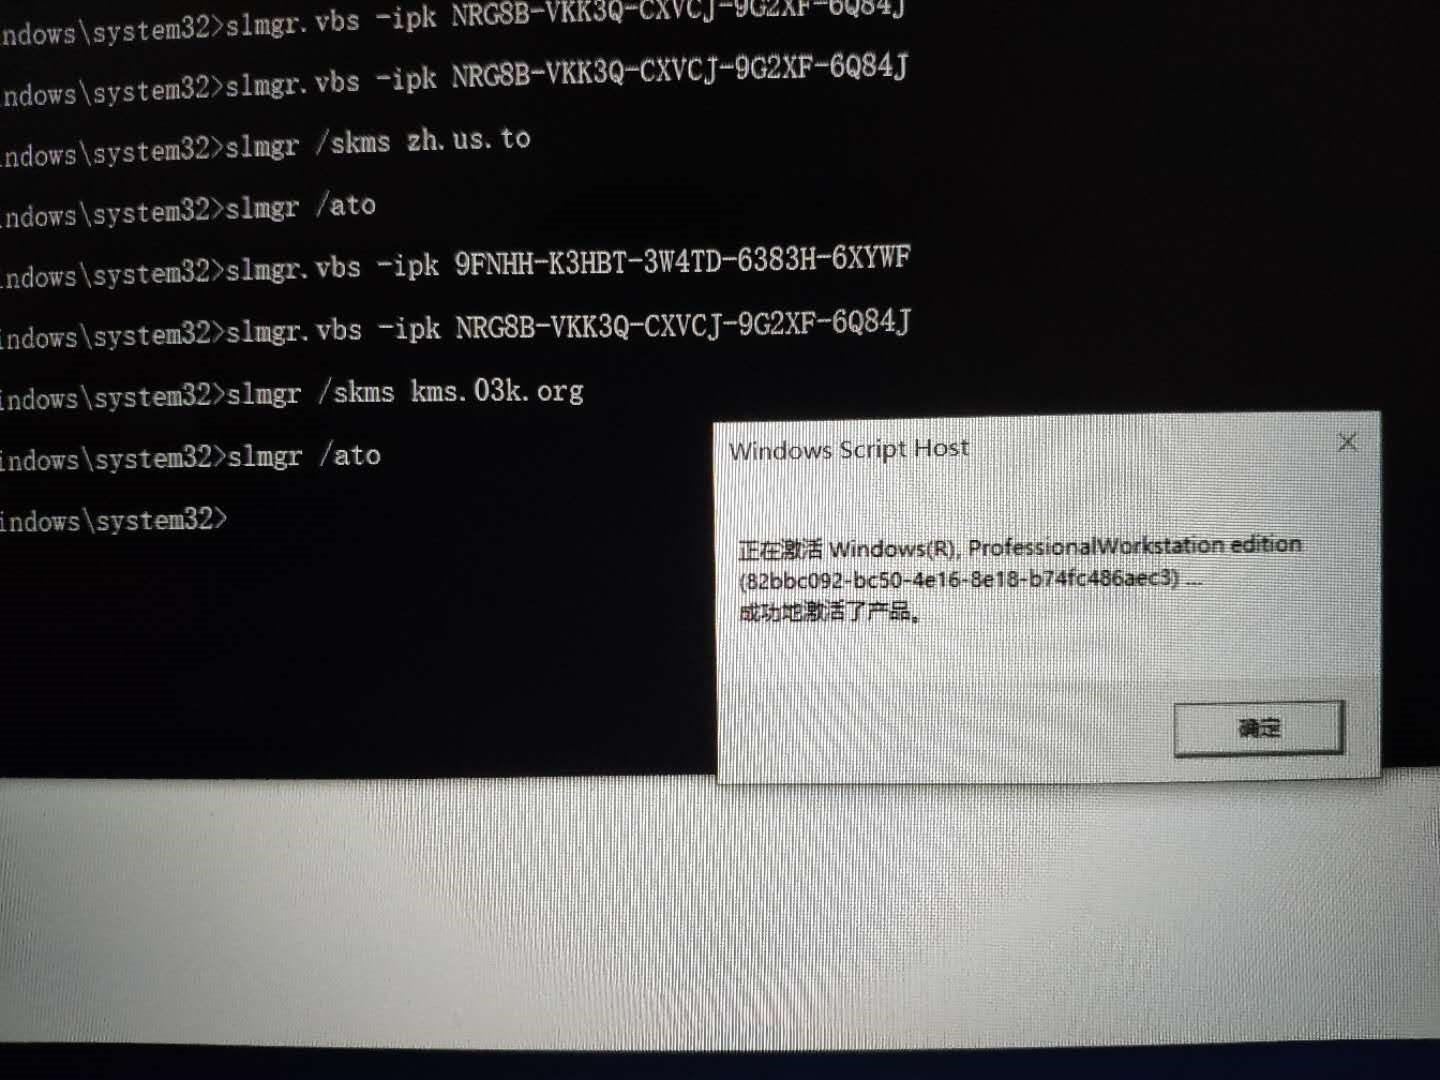 ndows\system32>slmgr.vbs -ipk NRG8B-VKK3Q-CXVCJ-9G2XF-6Q84J
ndows\system32>slmgr.vbs -ipk NRG8B-VKK3Q-CXVCJ-9G2XF-6Q84J
ndows\system32>slmgr /skms zh.us.to
ndows\system32>slmgr /ato
ndows\system32>slmgr.vbs -ipk 9FNHH-K3HBT-3W4TD-6383H-6XYWF
indows\system32>slmgr.vbs -ipk NRG8B-VKK3Q-CXVCJ-9G2XF-6Q84J
indows\system32>slmgr /skms kms.03k.org
indows\system32>slmgr /ato
indows\system32>
Windows Script Host
正在激活 Windows(R), ProfessionalWorkstation edition
(82bbc092-bc50-4e16-8e18-b74fc486aec3) ...
成功地激活了产品。
确定